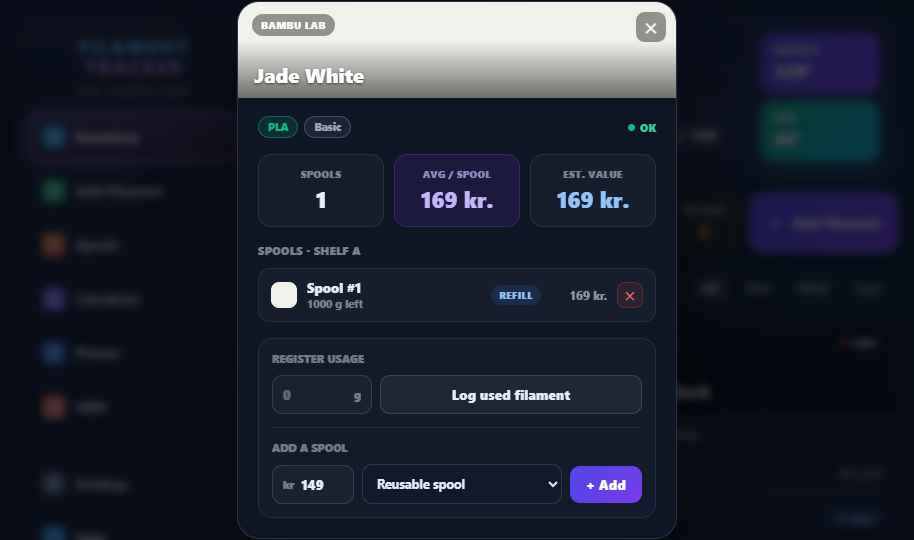 BAMBU LAB
Jade White
PLA Basic OK
SPOOLS AVG / SPOOL EST. VALUE
1 169 kr. 169 kr.
SPOOLS · SHELF A
Spool #1
1000 g left
REFILL 169 kr.
REGISTER USAGE
0 g Log used filament
ADD A SPOOL
kr 149 Reusable spool + Add